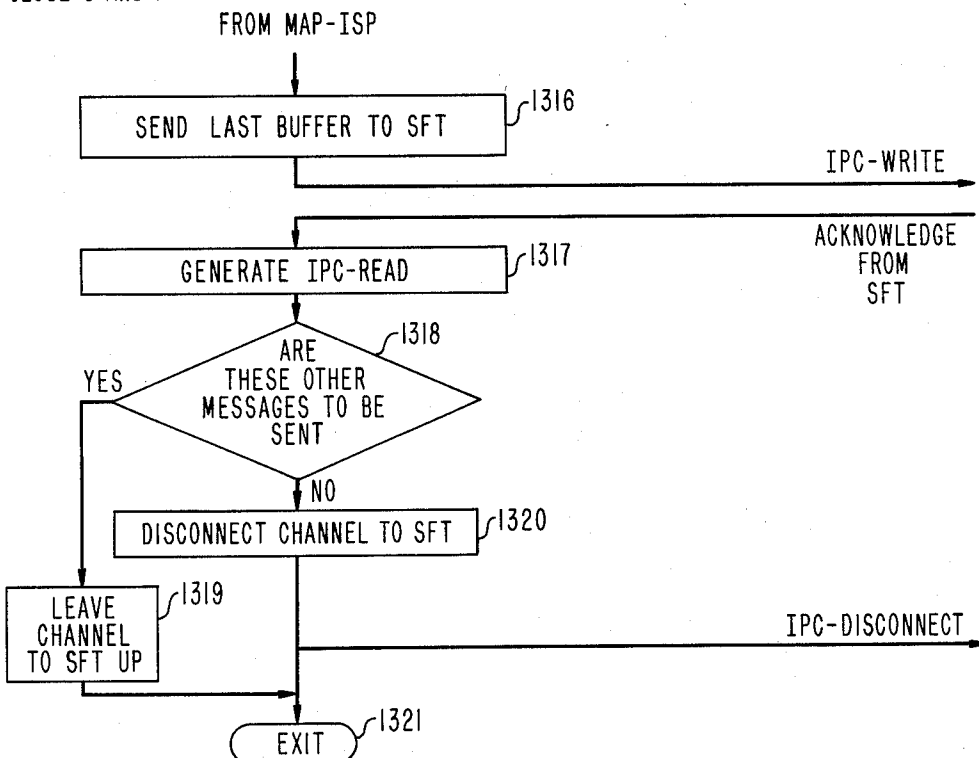 FROM MAP-ISP
1316
SEND LAST BUFFER TO SFT
IPC-WRITE
ACKNOWLEDGE
FROM
SFT
1317
GENERATE IPC-READ
1318
ARE
THESE OTHER
MESSAGES TO BE
SENT
YES
NO
1320
DISCONNECT CHANNEL TO SFT
1319
LEAVE
CHANNEL
TO SFT UP
IPC-DISCONNECT
1321
EXIT